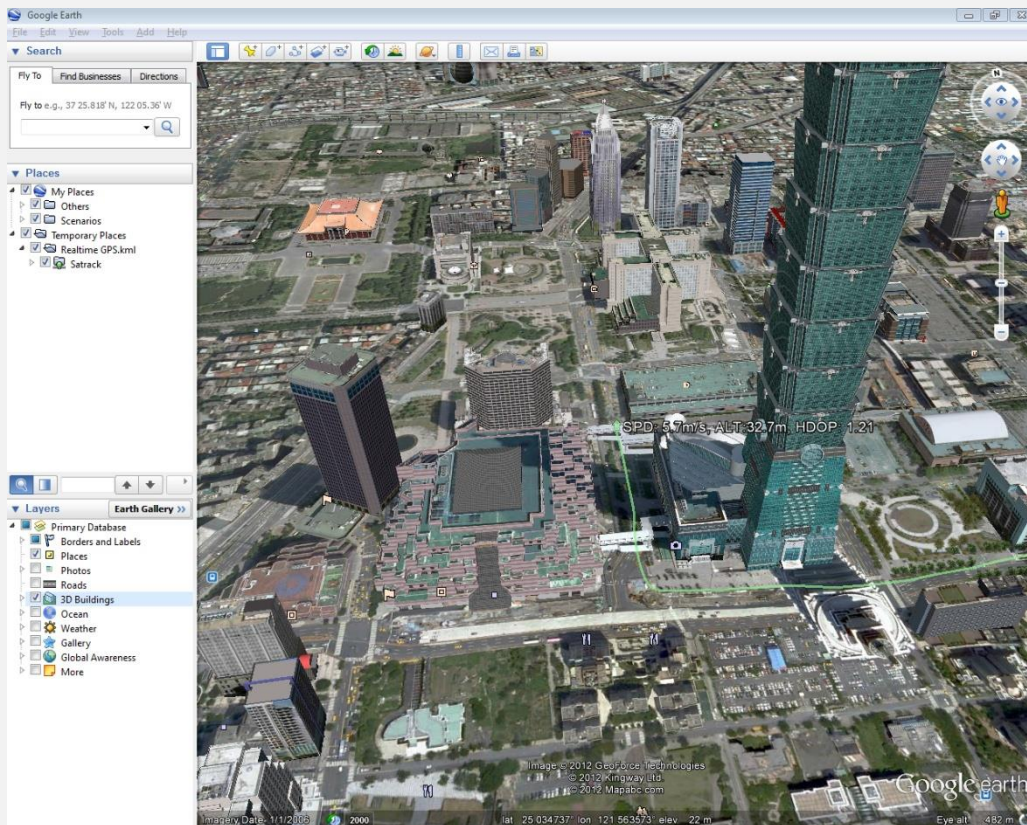 Google Earth
File Edit View Tools Add Help
Search
Fly To Find Businesses Directions
Fly to e.g., 37 25.818' N, 122 05.36' W
Places
My Places
Others
Scenarios
Temporary Places
Realtime GPS.kml
Satrack
Layers Earth Gallery >>
Primary Database
Borders and Labels
Places
Photos
Roads
3D Buildings
Ocean
Weather
Gallery
Global Awareness
More
N
SPD: 5.7m/s, ALT:32.7m, HDOP 1.21
Image © 2012 GeoForce Technologies
© 2012 Kingway Ltd.
© 2012 Mapabc.com
Google earth
Imagery Date: 1/1/2006 2000 lat 25.034737° lon 121.563573° elev 22 m Eye alt 482 m